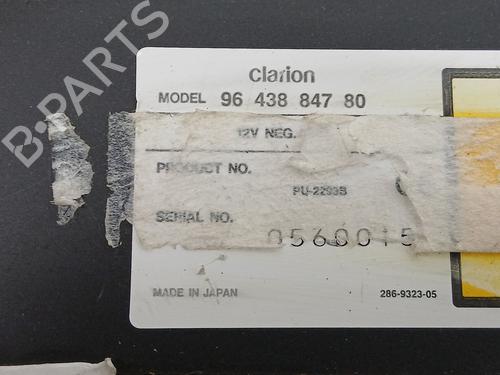 B-PARTS
clarion
MODEL 96 438 847 80
12V NEG.
PRODUCT NO.
PU-2293B
SERIAL NO.
0560015
MADE IN JAPAN
286-9323-05